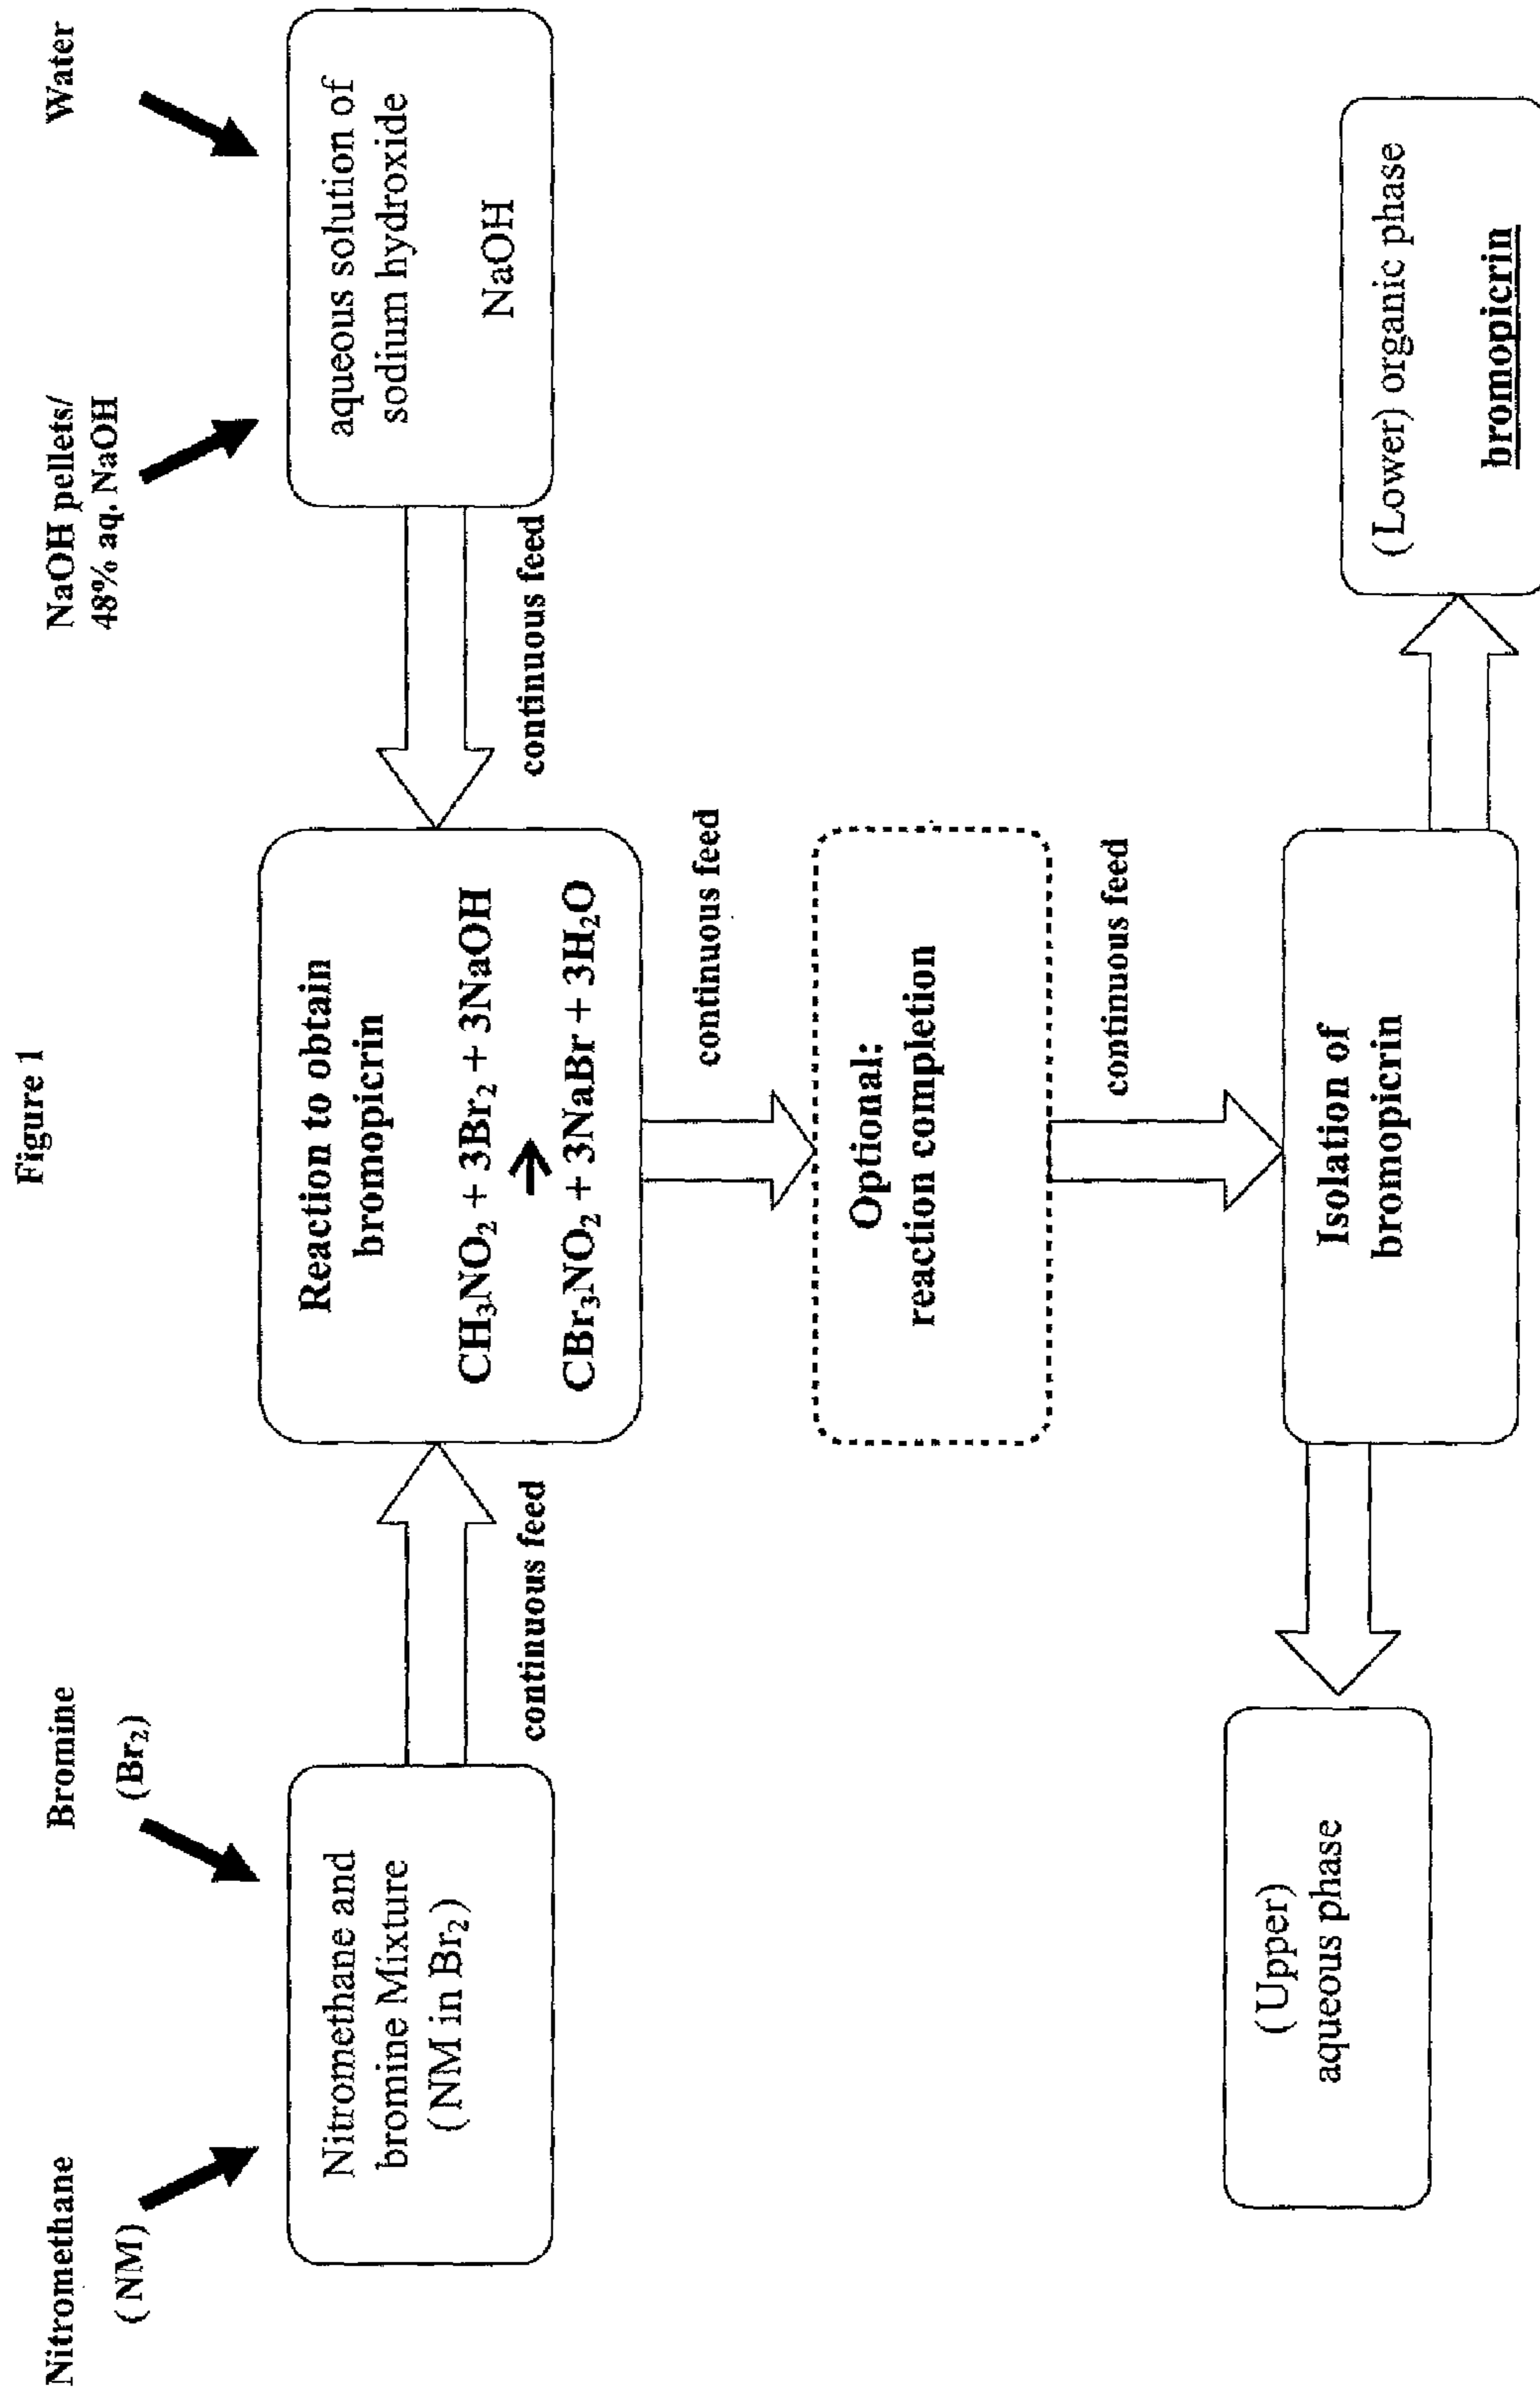 Figure 1
Nitromethane
(NM)
Bromine
(Br₂)
NaOH pellets/
48% aq. NaOH
Water
Nitromethane and
bromine Mixture
(NM in Br₂)
continuous feed
Reaction to obtain
bromopicrin
CH₃NO₂ + 3Br₂ + 3NaOH
→
CBr₃NO₂ + 3NaBr + 3H₂O
continuous feed
aqueous solution of
sodium hydroxide
NaOH
continuous feed
Optional:
reaction completion
continuous feed
Isolation of
bromopicrin
(Upper)
aqueous phase
(Lower) organic phase
bromopicrin